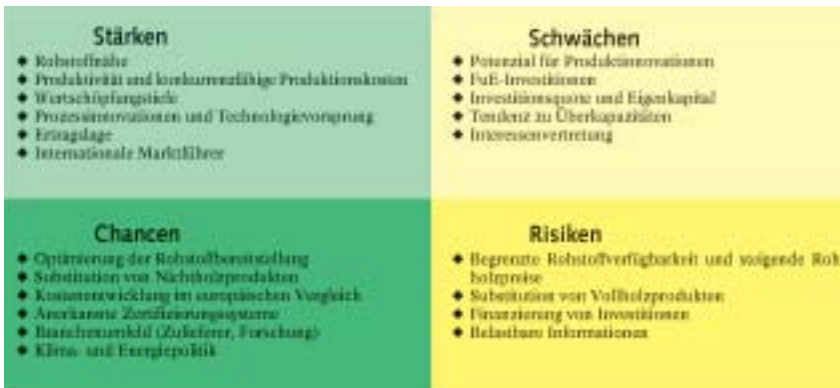 Stärken
◆ Rohstoffnähe
◆ Produktivität und konkurrenzfähige Produktionskosten
◆ Wertschöpfungstiefe
◆ Prozessinnovationen und Technologievorsprung
◆ Ertragslage
◆ Internationale Marktführer
Schwächen
◆ Potenzial für Produktinnovationen
◆ FuE-Investitionen
◆ Investitionsquote und Eigenkapital
◆ Tendenz zu Überkapazitäten
◆ Interessenvertretung
Chancen
◆ Optimierung der Rohstoffbereitstellung
◆ Substitution von Nichtholzprodukten
◆ Kostenentwicklung im europäischen Vergleich
◆ Anerkannte Zertifizierungssysteme
◆ Branchenumfeld (Zulieferer, Forschung)
◆ Klima- und Energiepolitik
Risiken
◆ Begrenzte Rohstoffverfügbarkeit und steigende Roh
holzpreise
◆ Substitution von Vollholzprodukten
◆ Finanzierung von Investitionen
◆ Belastbare Informationen